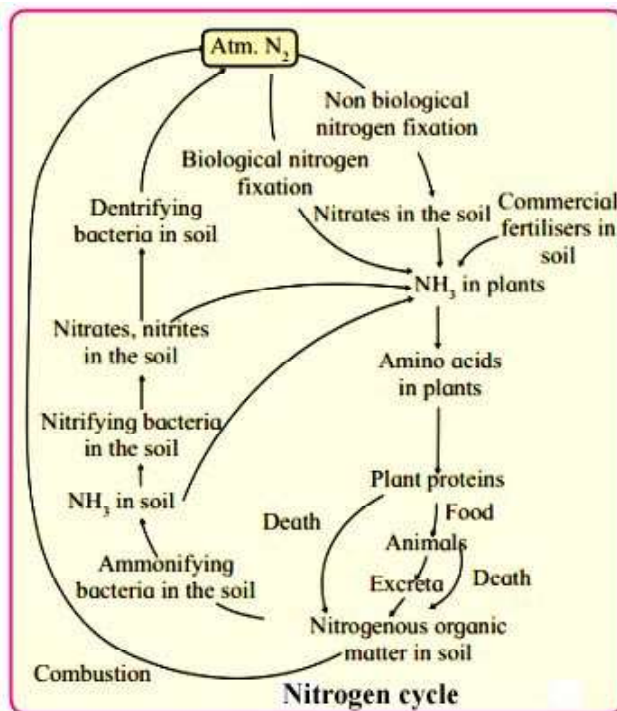 Atm. N2
Non biological
nitrogen fixation
Biological nitrogen
fixation
Dentrifying
bacteria in soil
Nitrates in the soil
Commercial
fertilisers in
soil
NH3 in plants
Nitrates, nitrites
in the soil
Amino acids
in plants
Nitrifying bacteria
in the soil
Plant proteins
NH3 in soil
Food
Death
Animals
Ammonifying
bacteria in the soil
Excreta
Death
Nitrogenous organic
matter in soil
Combustion
Nitrogen cycle